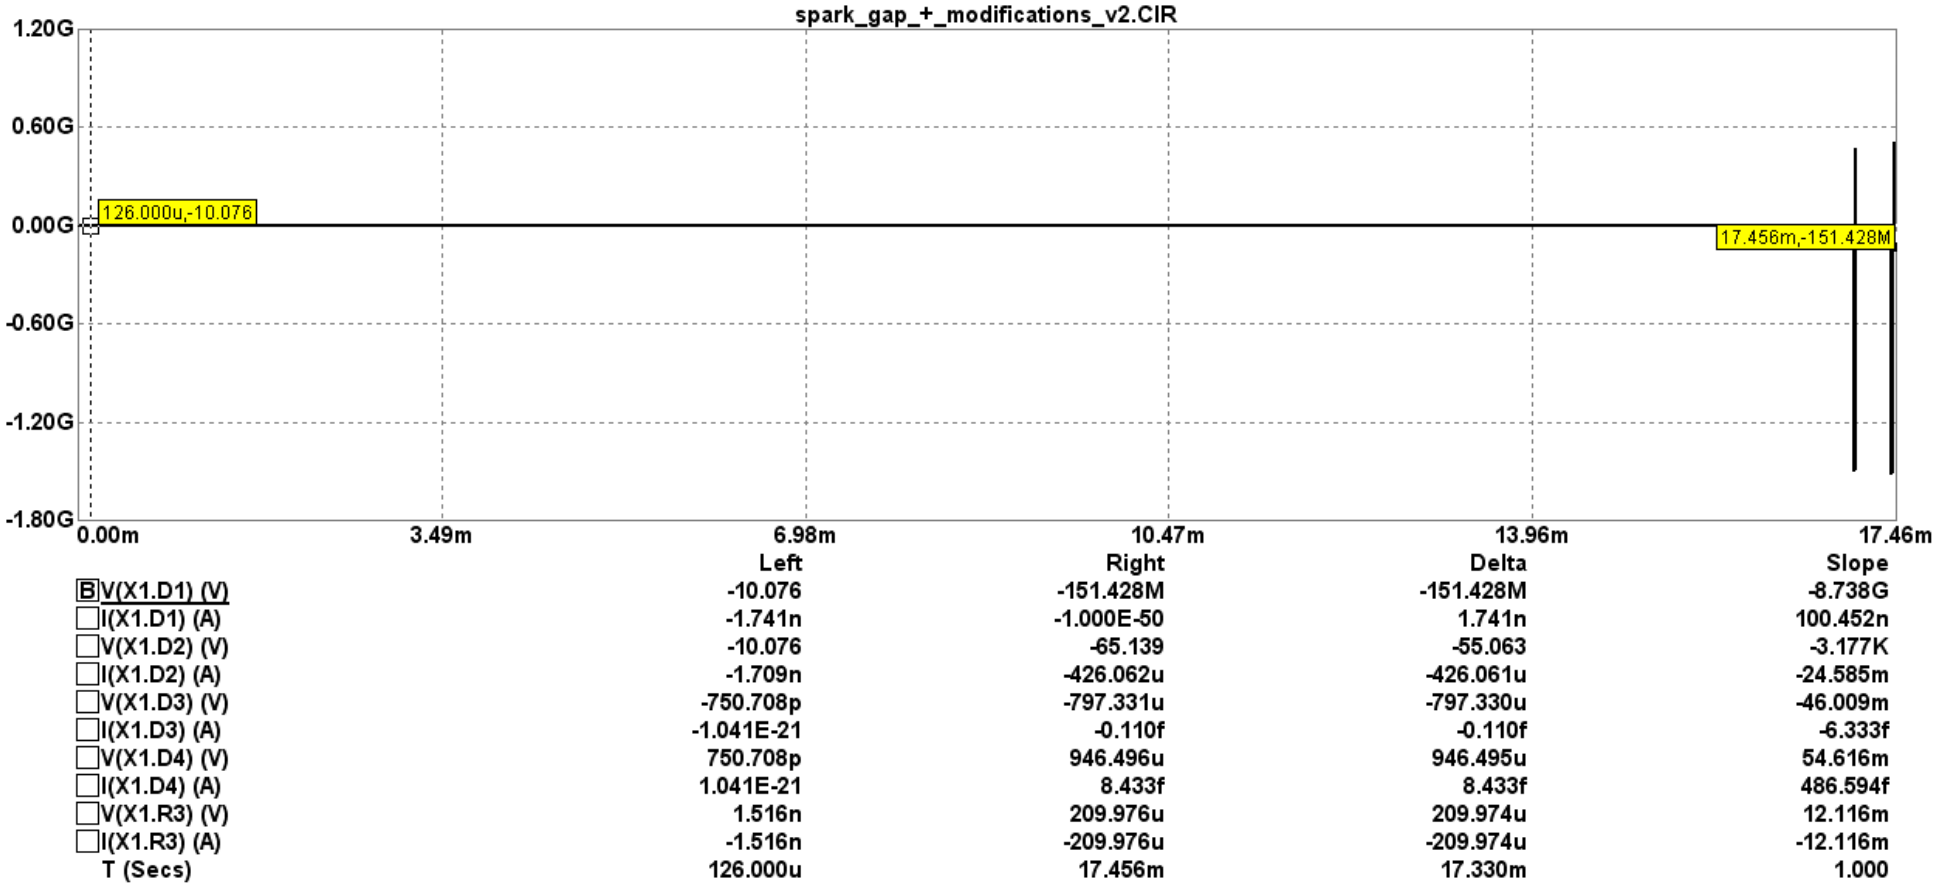 spark_gap_+_modifications_v2.CIR
1.20G
0.60G
126.000u,-10.076
0.00G
17.456m,-151.428M
-0.60G
-1.20G
-1.80G
0.00m 3.49m 6.98m 10.47m 13.96m 17.46m
Left Right Delta Slope
B V(X1.D1) (V) -10.076 -151.428M -151.428M -8.738G
I(X1.D1) (A) -1.741n -1.000E-50 1.741n 100.452n
V(X1.D2) (V) -10.076 -65.139 -55.063 -3.177K
I(X1.D2) (A) -1.709n -426.062u -426.061u -24.585m
V(X1.D3) (V) -750.708p -797.331u -797.330u -46.009m
I(X1.D3) (A) -1.041E-21 -0.110f -0.110f -6.333f
V(X1.D4) (V) 750.708p 946.496u 946.495u 54.616m
I(X1.D4) (A) 1.041E-21 8.433f 8.433f 486.594f
V(X1.R3) (V) 1.516n 209.976u 209.974u 12.116m
I(X1.R3) (A) -1.516n -209.976u -209.974u -12.116m
T (Secs) 126.000u 17.456m 17.330m 1.000